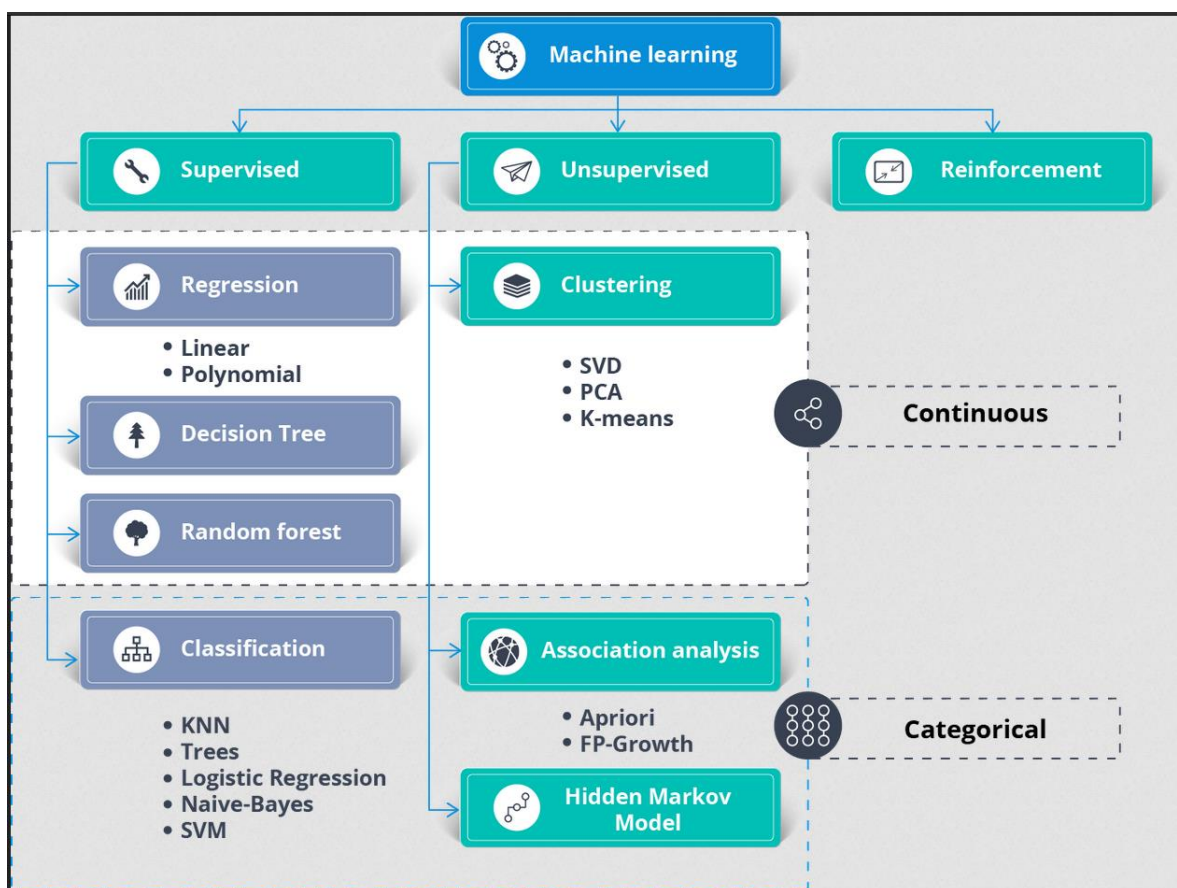 Machine learning
Supervised
Unsupervised
Reinforcement
Regression
• Linear
• Polynomial
Decision Tree
Random forest
Clustering
• SVD
• PCA
• K-means
Continuous
Classification
• KNN
• Trees
• Logistic Regression
• Naive-Bayes
• SVM
Association analysis
• Apriori
• FP-Growth
Hidden Markov
Model
Categorical